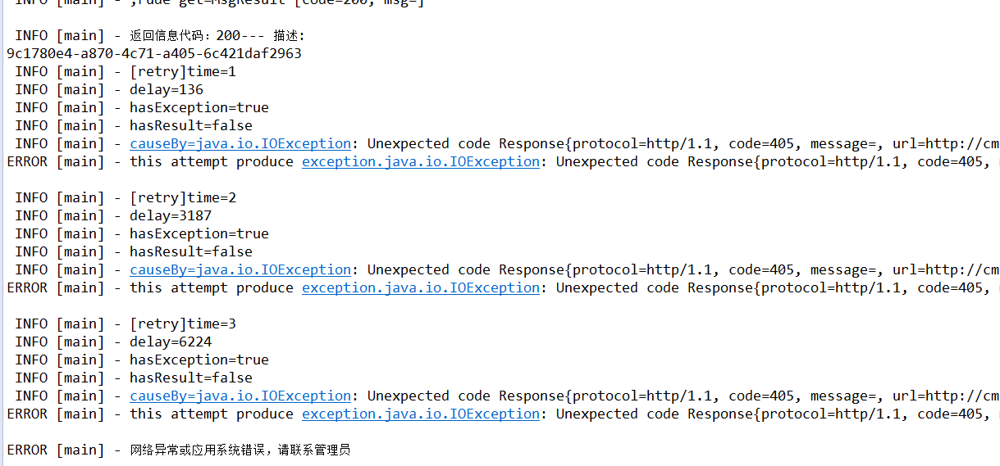 INFO [main] - ,rude get=MsgResult [code=200, msg=]
INFO [main] - 返回信息代码：200--- 描述:
9c1780e4-a870-4c71-a405-6c421daf2963
INFO [main] - [retry]time=1
INFO [main] - delay=136
INFO [main] - hasException=true
INFO [main] - hasResult=false
INFO [main] - causeBy=java.io.IOException: Unexpected code Response{protocol=http/1.1, code=405, message=, url=http://cm
ERROR [main] - this attempt produce exception.java.io.IOException: Unexpected code Response{protocol=http/1.1, code=405,
INFO [main] - [retry]time=2
INFO [main] - delay=3187
INFO [main] - hasException=true
INFO [main] - hasResult=false
INFO [main] - causeBy=java.io.IOException: Unexpected code Response{protocol=http/1.1, code=405, message=, url=http://cm
ERROR [main] - this attempt produce exception.java.io.IOException: Unexpected code Response{protocol=http/1.1, code=405,
INFO [main] - [retry]time=3
INFO [main] - delay=6224
INFO [main] - hasException=true
INFO [main] - hasResult=false
INFO [main] - causeBy=java.io.IOException: Unexpected code Response{protocol=http/1.1, code=405, message=, url=http://cm
ERROR [main] - this attempt produce exception.java.io.IOException: Unexpected code Response{protocol=http/1.1, code=405,
ERROR [main] - 网络异常或应用系统错误，请联系管理员